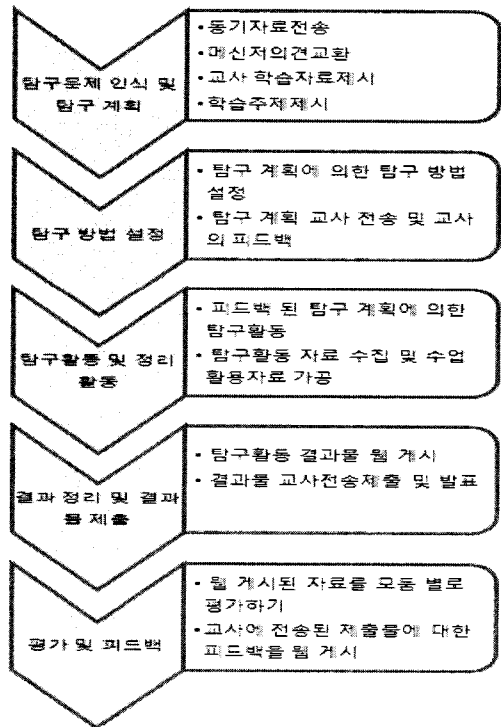 탐구문제 인식 및
탐구 계획
• 동기자료전송
• 메신저의견교환
• 교사 학습자료제시
• 학습주제제시
탐구 방법 설정
• 탐구 계획에 의한 탐구 방법
설정
• 탐구 계획 교사 전송 및 교사
의 피드백
탐구활동 및 정리
활동
• 피드백 된 탐구 계획에 의한
탐구활동
• 탐구활동 자료 수집 및 수업
활용자료 가공
결과 정리 및 결과
물 제출
• 탐구활동 결과물 웹 게시
• 결과물 교사전송제출 및 발표
평가 및 피드백
• 웹 게시된 자료를 모둠 별로
평가하기
• 교사에 전송된 제출물에 대한
피드백을 웹 게시